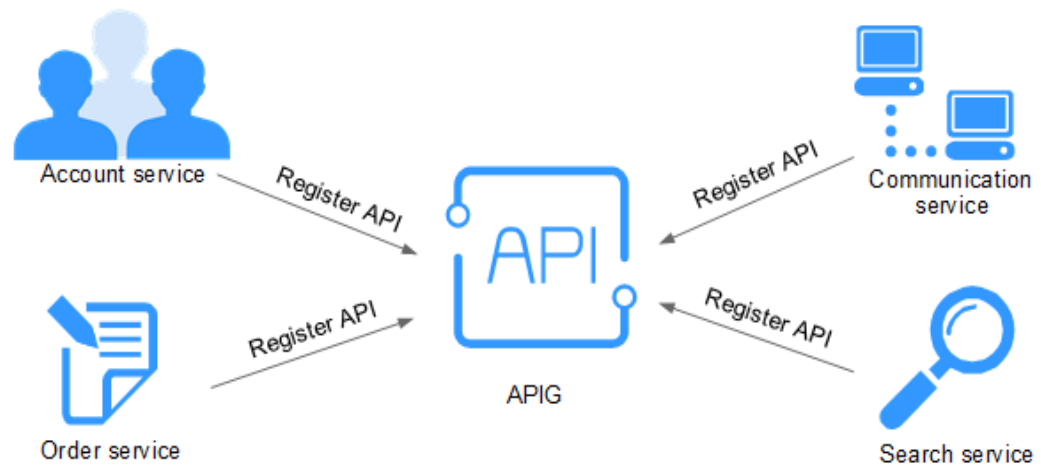 Account service
Register API
Register API
Communication
service
API
Register API
Register API
APIG
Order service
Search service